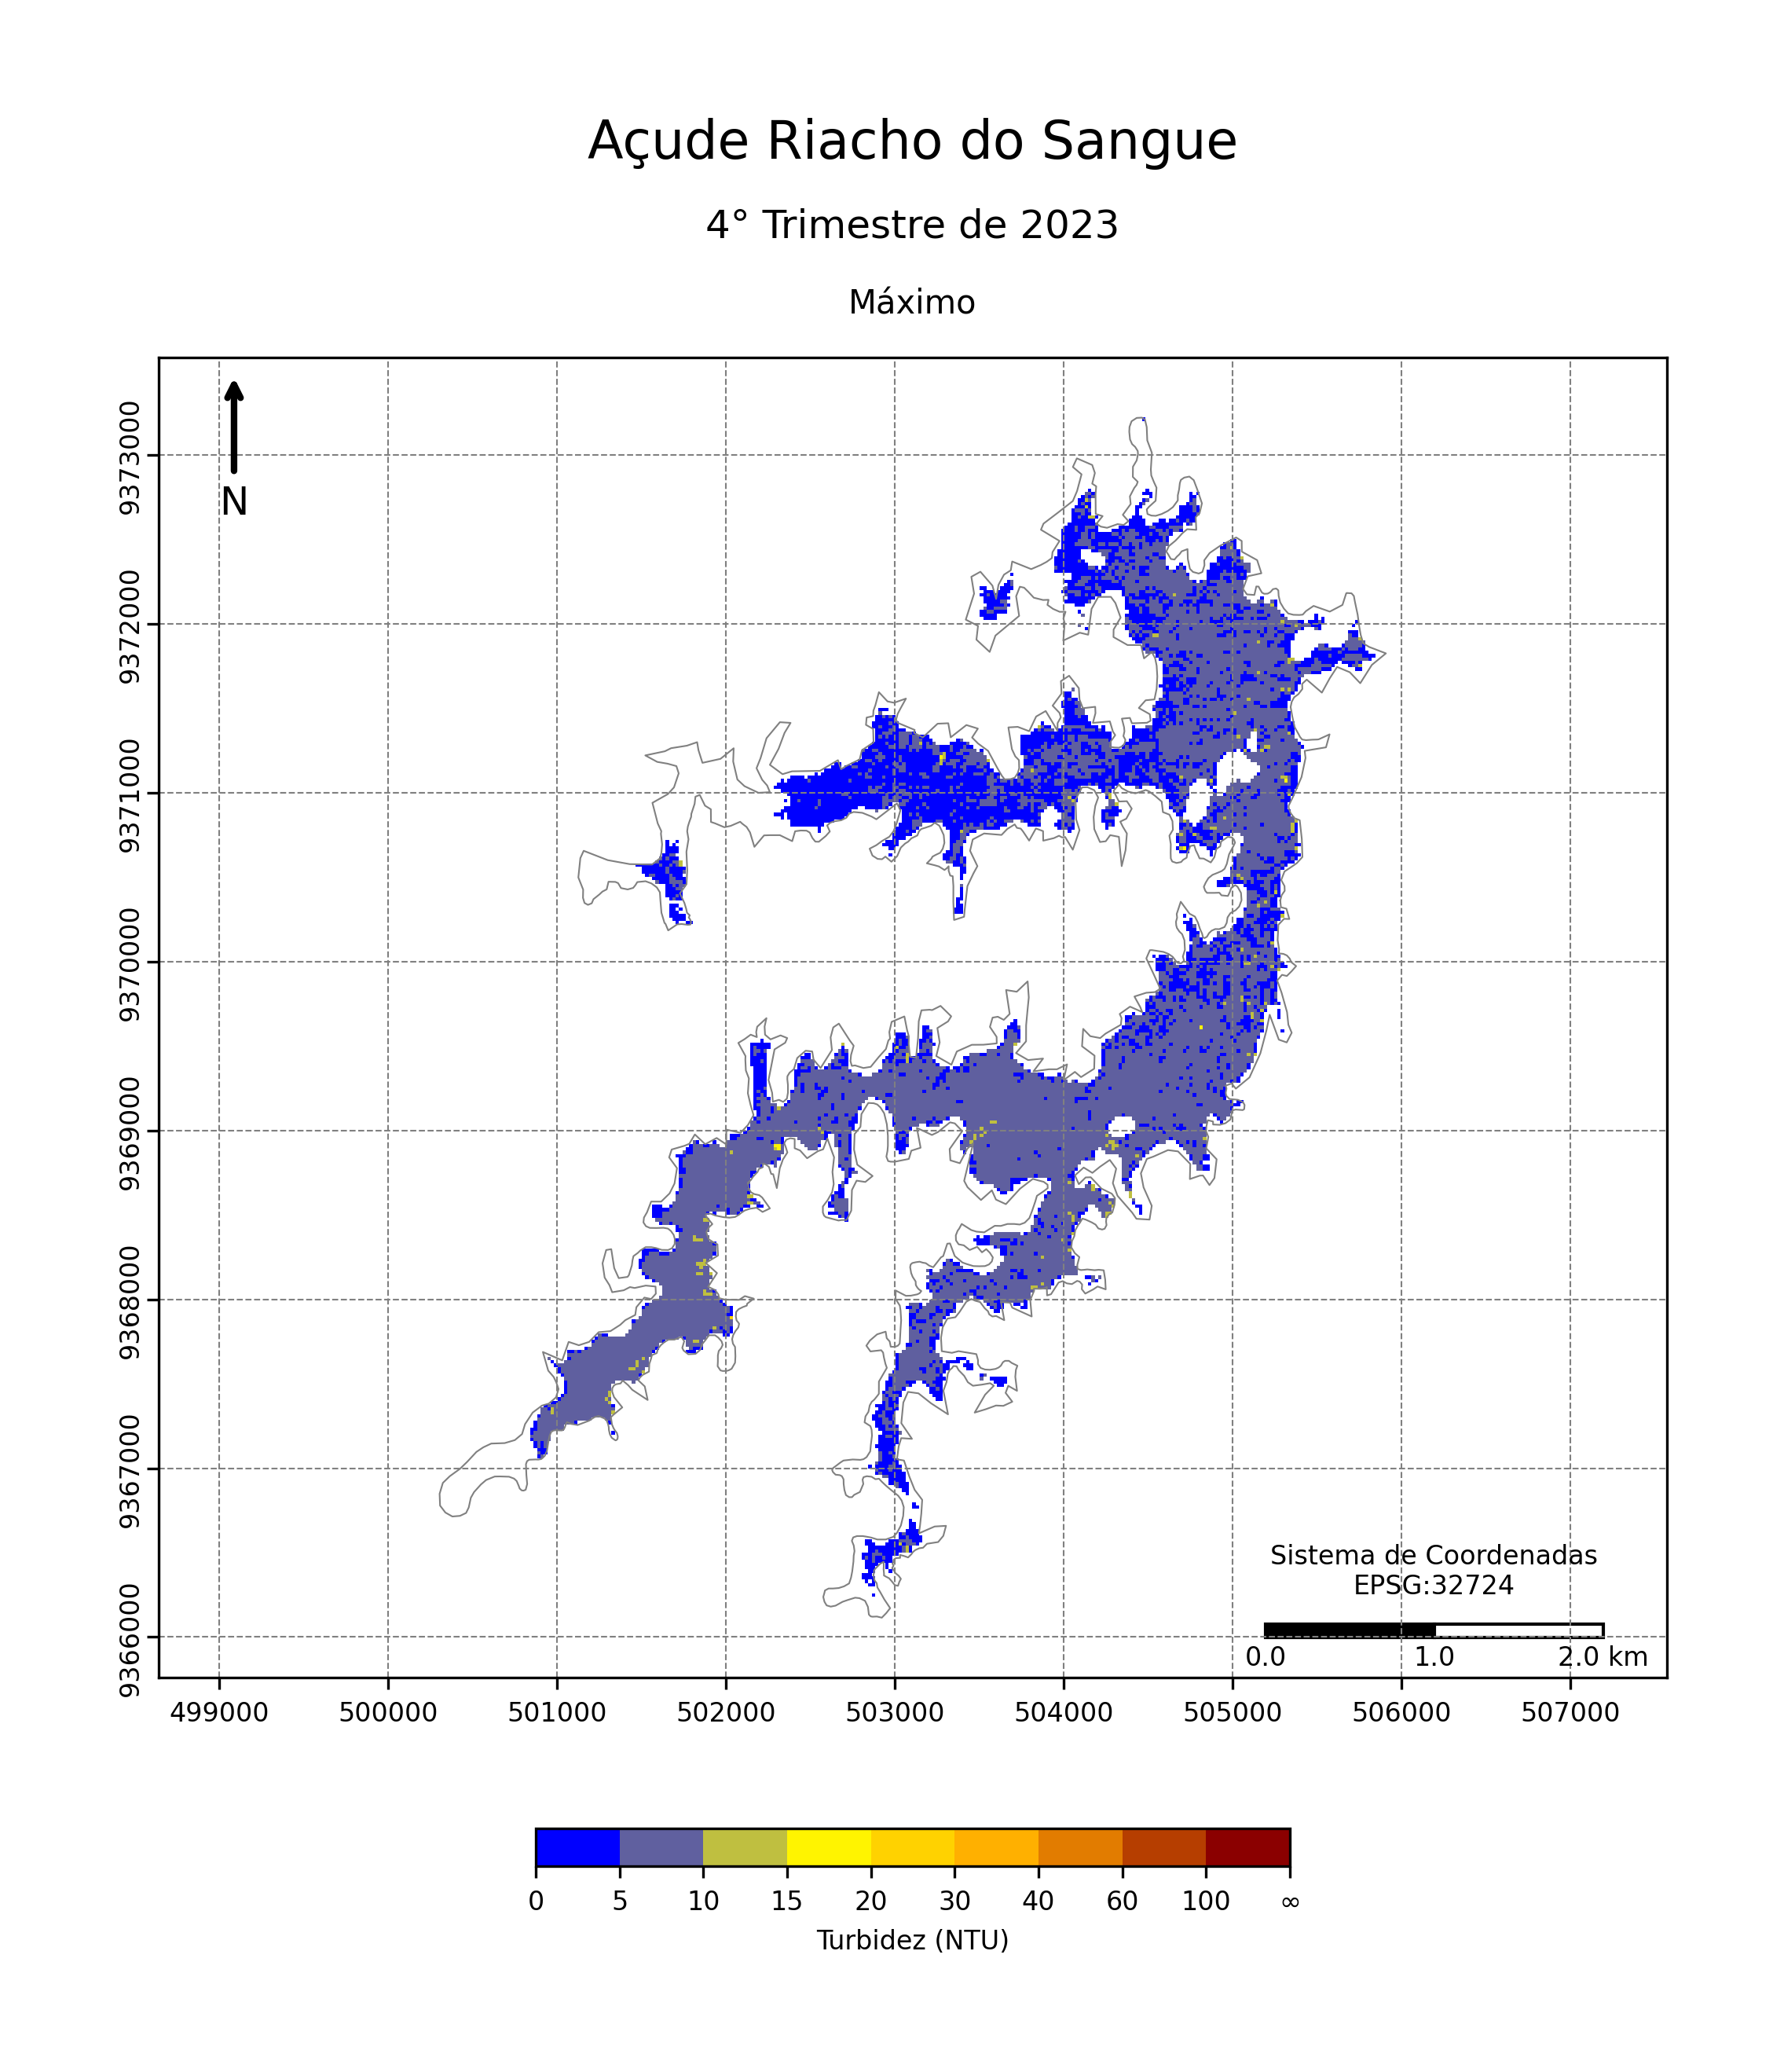 Açude Riacho do Sangue
4° Trimestre de 2023
Máximo
N
9373000
9372000
9371000
9370000
9369000
9368000
9367000
9366000
Sistema de Coordenadas
EPSG:32724
0.0 1.0 2.0 km
499000 500000 501000 502000 503000 504000 505000 506000 507000
0 5 10 15 20 30 40 60 100 ∞
Turbidez (NTU)